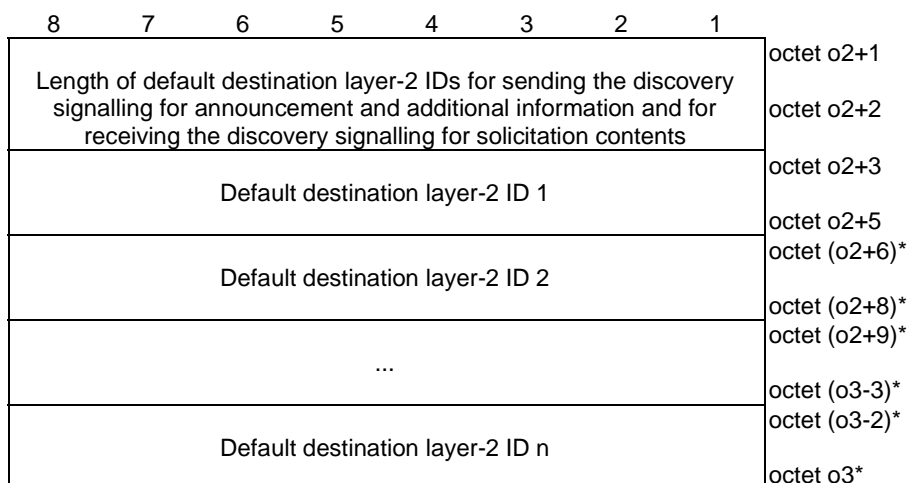 8 7 6 5 4 3 2 1
octet o2+1
Length of default destination layer-2 IDs for sending the discovery
signalling for announcement and additional information and for
octet o2+2
receiving the discovery signalling for solicitation contents
octet o2+3
Default destination layer-2 ID 1
octet o2+5
octet (o2+6)*
Default destination layer-2 ID 2
octet (o2+8)*
octet (o2+9)*
...
octet (o3-3)*
octet (o3-2)*
Default destination layer-2 ID n
octet o3*